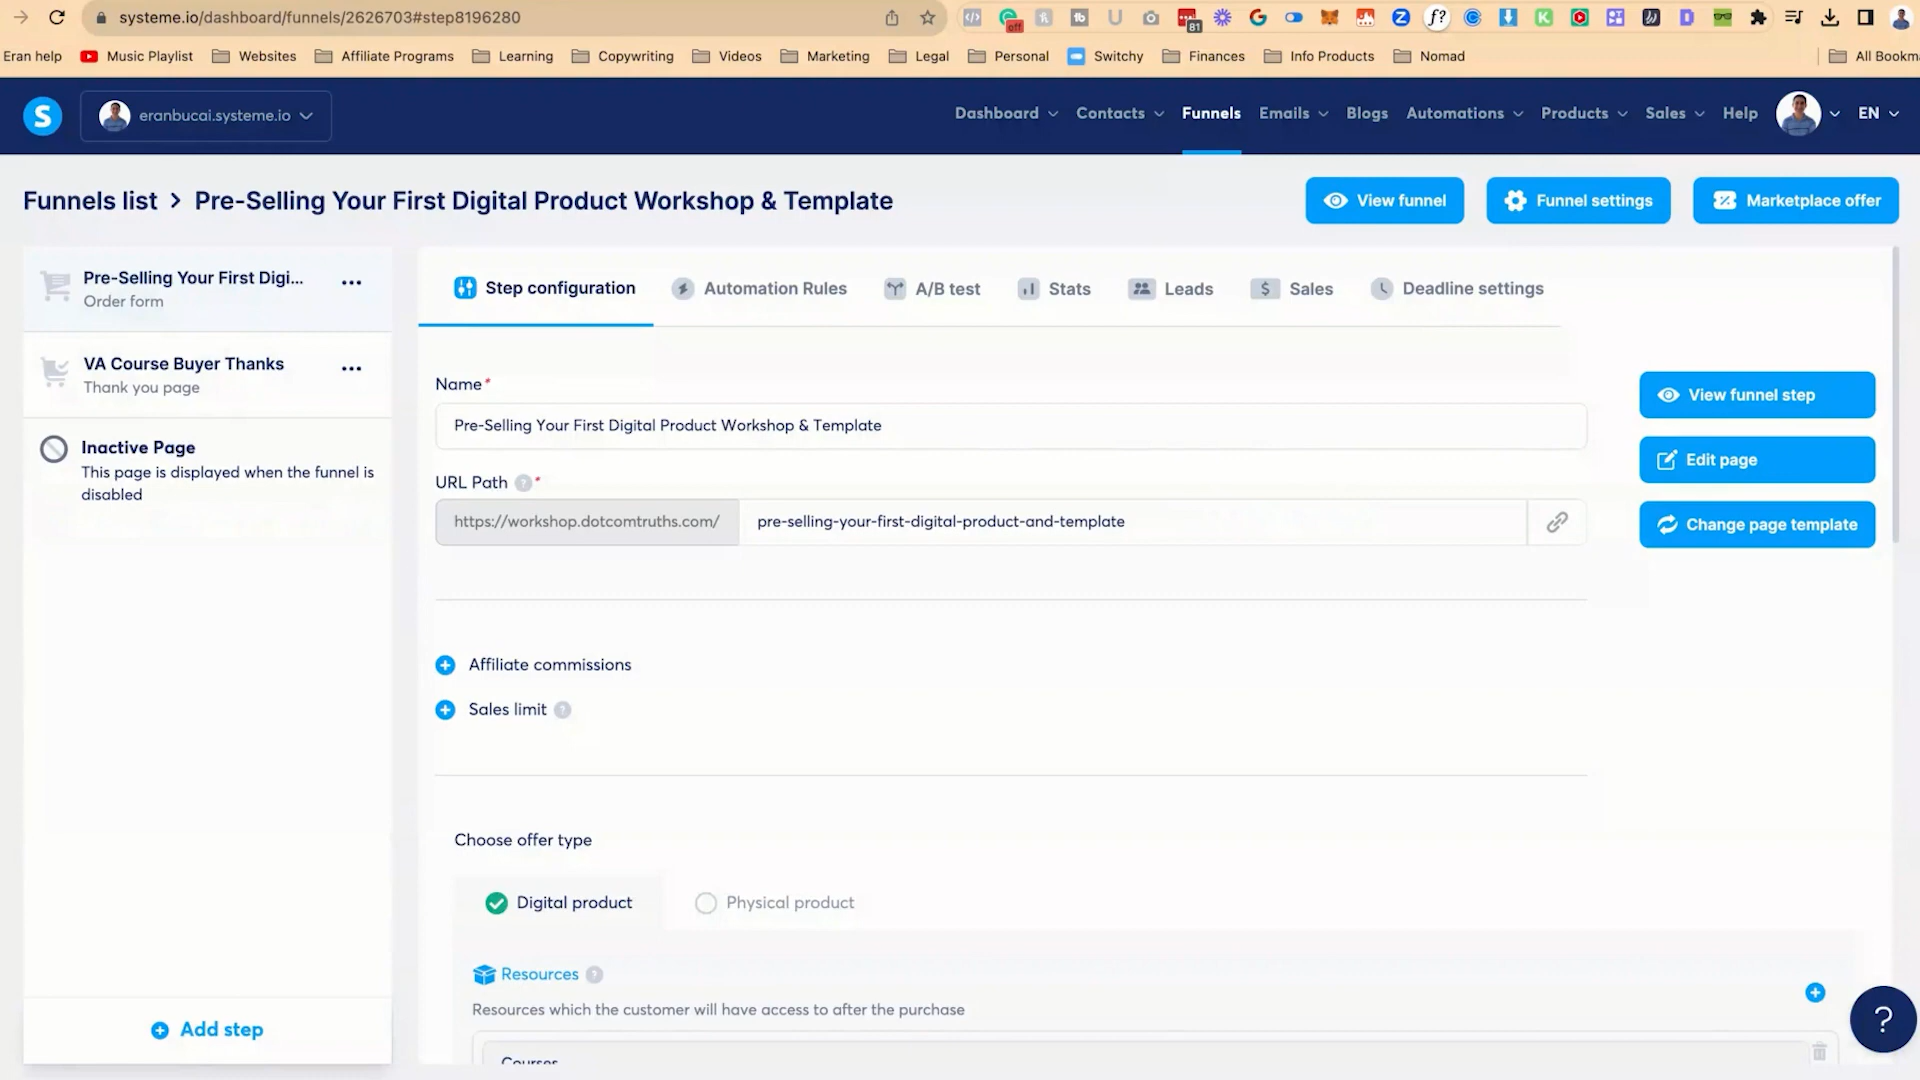 systeme.io/dashboard/funnels/2626703#step8196280
off
81
f?
Eran help
Music Playlist
Websites
Affiliate Programs
Learning
Copywriting
Videos
Marketing
Legal
Personal
Switchy
Finances
Info Products
Nomad
All Bookm
S
eranbucai.systeme.io
Dashboard
Contacts
Funnels
Emails
Blogs
Automations
Products
Sales
Help
EN
Funnels list > Pre-Selling Your First Digital Product Workshop & Template
View funnel
Funnel settings
Marketplace offer
Pre-Selling Your First Digi...
Order form
VA Course Buyer Thanks
Thank you page
Inactive Page
This page is displayed when the funnel is
disabled
Add step
Step configuration
Automation Rules
A/B test
Stats
Leads
Sales
Deadline settings
Name*
Pre-Selling Your First Digital Product Workshop & Template
URL Path ? *
https://workshop.dotcomtruths.com/
pre-selling-your-first-digital-product-and-template
View funnel step
Edit page
Change page template
Affiliate commissions
Sales limit ?
Choose offer type
Digital product
Physical product
Resources ?
Resources which the customer will have access to after the purchase
Courses
?